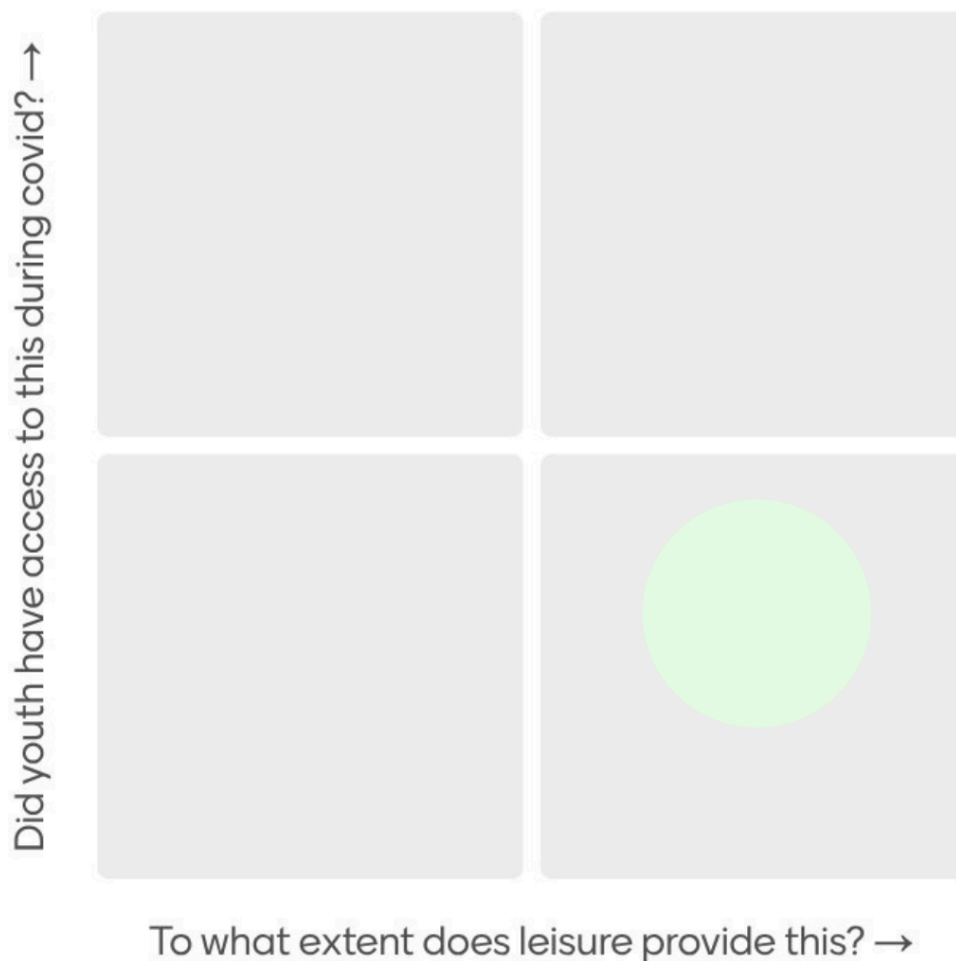 Did youth have access to this during covid? →
To what extent does leisure provide this? →